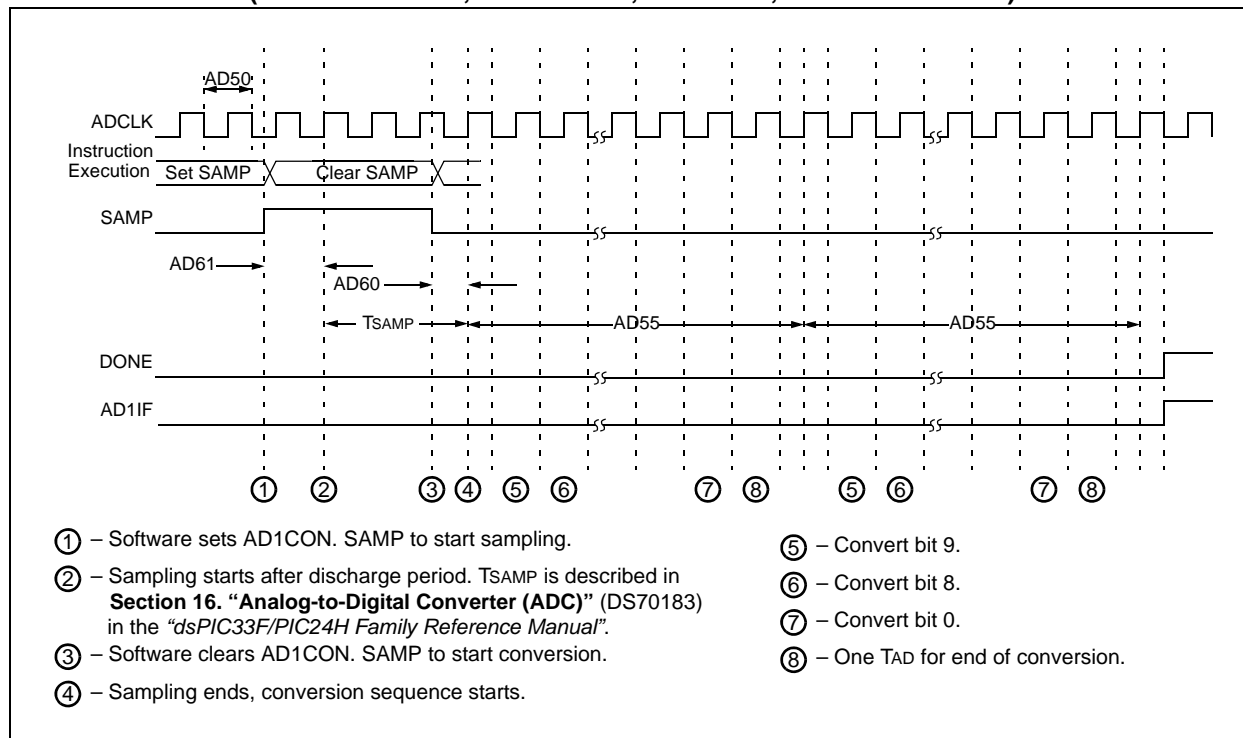 AD50
ADCLK
Instruction
Execution
Set SAMP
Clear SAMP
SAMP
AD61
AD60
TSAMP
AD55
AD55
DONE
AD1IF
1 2 3 4 5 6 7 8 5 6 7 8
1 – Software sets AD1CON. SAMP to start sampling.
2 – Sampling starts after discharge period. TSAMP is described in
Section 16. “Analog-to-Digital Converter (ADC)” (DS70183)
in the “dsPIC33F/PIC24H Family Reference Manual”.
3 – Software clears AD1CON. SAMP to start conversion.
4 – Sampling ends, conversion sequence starts.
5 – Convert bit 9.
6 – Convert bit 8.
7 – Convert bit 0.
8 – One TAD for end of conversion.